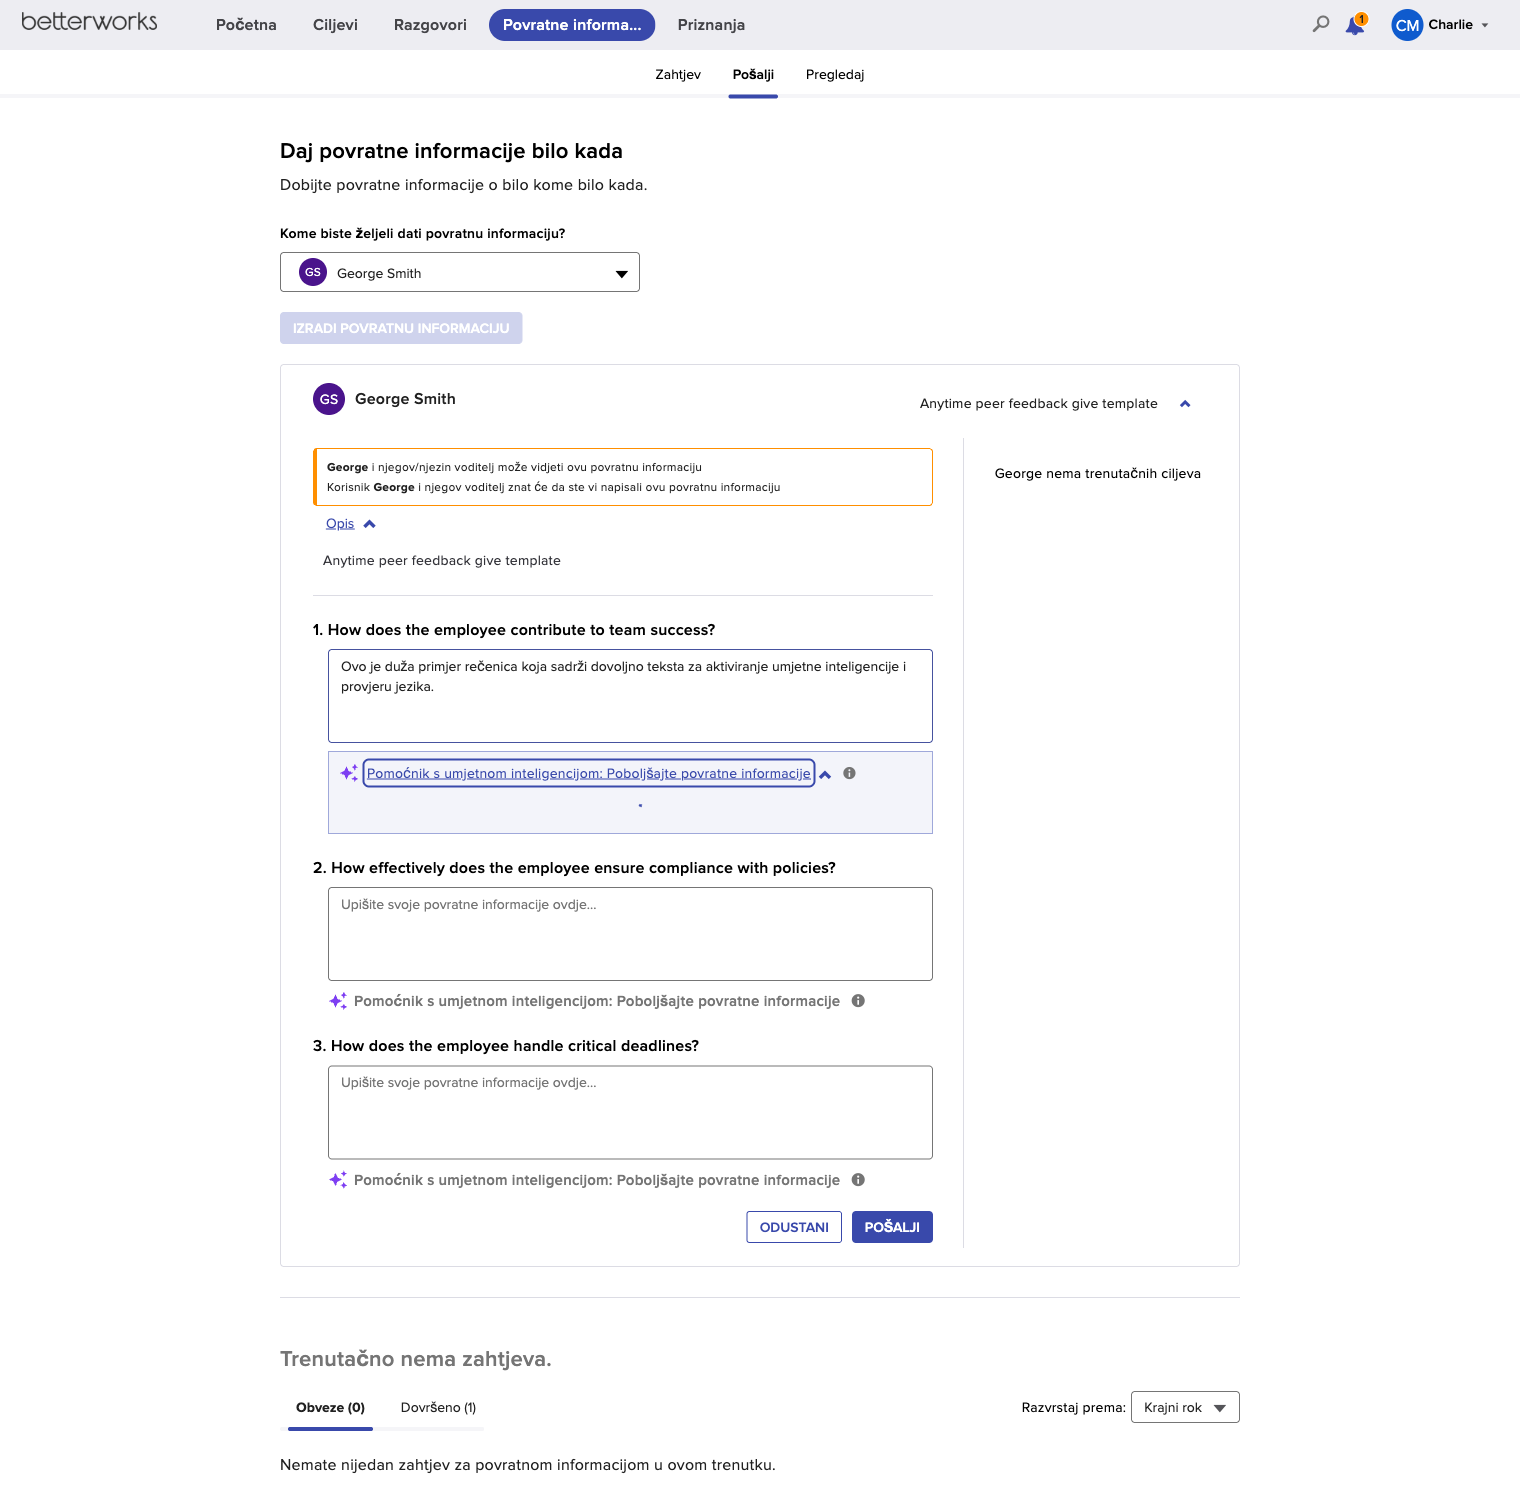 betterworks
Početna
Ciljevi
Razgovori
Povratne informa...
Priznanja
1
CM
Charlie
Zahtjev
Pošalji
Pregledaj
Daj povratne informacije bilo kada
Dobijte povratne informacije o bilo kome bilo kada.
Kome biste željeli dati povratnu informaciju?
GS
George Smith
IZRADI POVRATNU INFORMACIJU
GS
George Smith
Anytime peer feedback give template
George i njegov/njezin voditelj može vidjeti ovu povratnu informaciju
Korisnik George i njegov voditelj znat će da ste vi napisali ovu povratnu informaciju
George nema trenutačnih ciljeva
Opis
Anytime peer feedback give template
1. How does the employee contribute to team success?
Ovo je duža primjer rečenica koja sadrži dovoljno teksta za aktiviranje umjetne inteligencije i
provjeru jezika.
Pomoćnik s umjetnom inteligencijom: Poboljšajte povratne informacije
2. How effectively does the employee ensure compliance with policies?
Upišite svoje povratne informacije ovdje...
Pomoćnik s umjetnom inteligencijom: Poboljšajte povratne informacije
3. How does the employee handle critical deadlines?
Upišite svoje povratne informacije ovdje...
Pomoćnik s umjetnom inteligencijom: Poboljšajte povratne informacije
ODUSTANI
POŠALJI
Trenutačno nema zahtjeva.
Obveze (0)
Dovršeno (1)
Razvrstaj prema:
Krajni rok
Nemate nijedan zahtjev za povratnom informacijom u ovom trenutku.